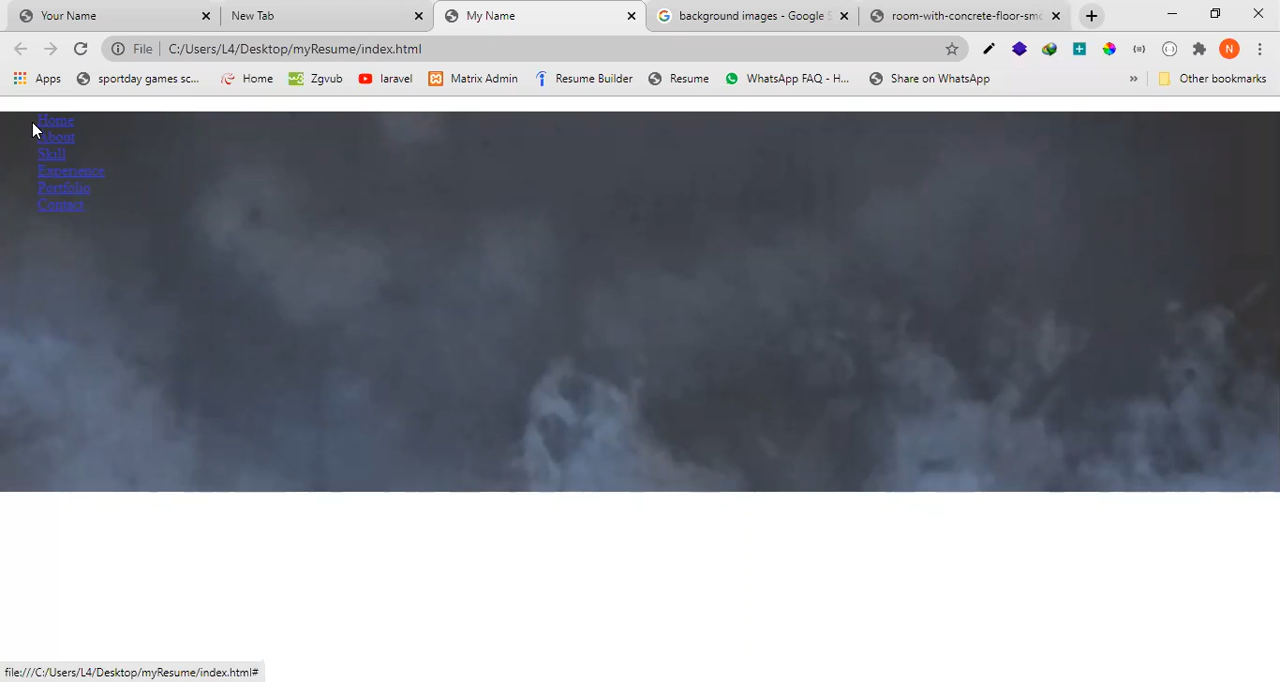 Your Name
New Tab
My Name
background images - Google S
room-with-concrete-floor-smo
File C:/Users/L4/Desktop/myResume/index.html
N
Apps sportday games sc... Home Zgvub laravel Matrix Admin Resume Builder Resume WhatsApp FAQ - H... Share on WhatsApp » Other bookmarks
Home
About
Skill
Experience
Portfolio
Contact
file:///C:/Users/L4/Desktop/myResume/index.html#